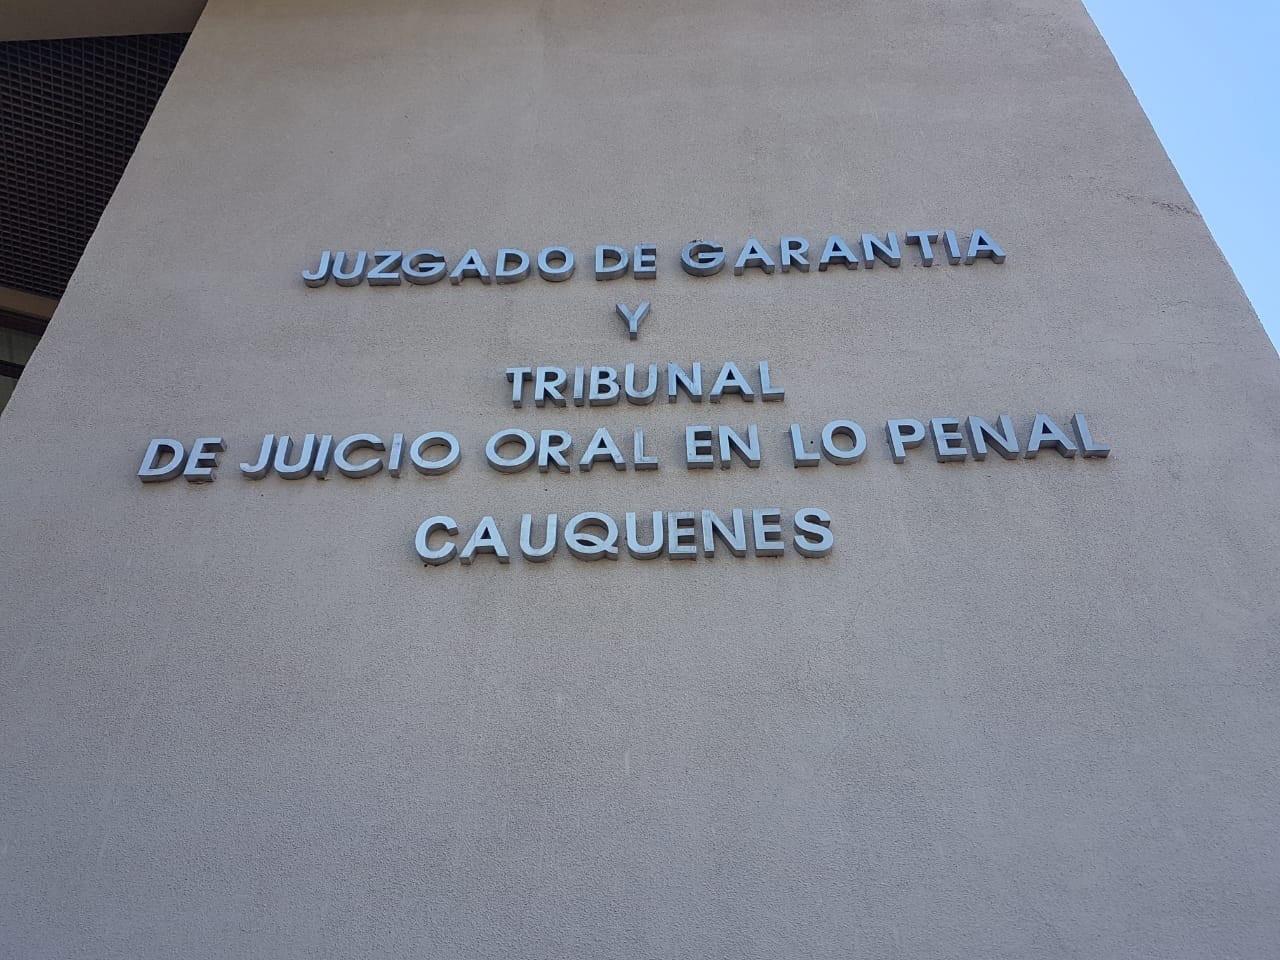 JUZGADO DE GARANTIA
Y
TRIBUNAL
DE JUICIO ORAL EN LO PENAL
CAUQUENES